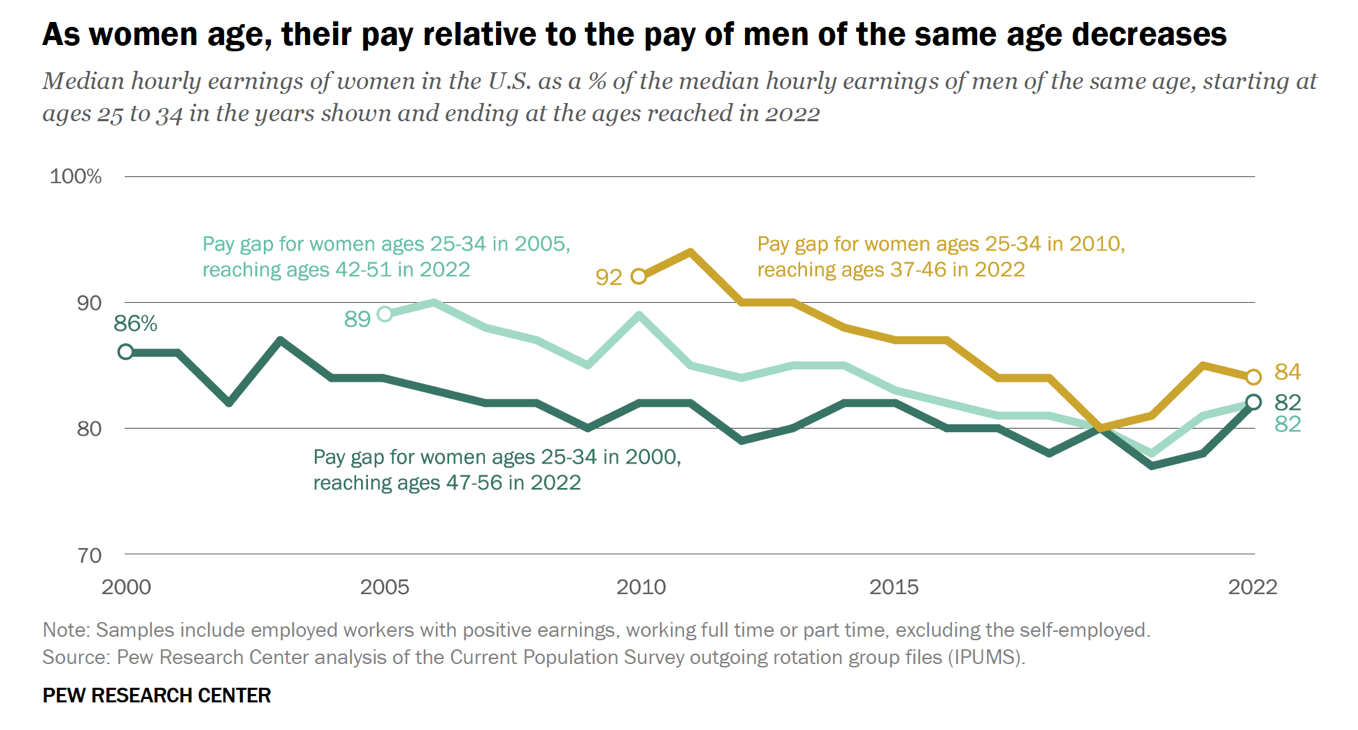 As women age, their pay relative to the pay of men of the same age decreases
Median hourly earnings of women in the U.S. as a % of the median hourly earnings of men of the same age, starting at
ages 25 to 34 in the years shown and ending at the ages reached in 2022
100%
Pay gap for women ages 25-34 in 2005,
reaching ages 42-51 in 2022
Pay gap for women ages 25-34 in 2010,
reaching ages 37-46 in 2022
92
90
89
86%
84
82
82
80
Pay gap for women ages 25-34 in 2000,
reaching ages 47-56 in 2022
70
2000 2005 2010 2015 2022
Note: Samples include employed workers with positive earnings, working full time or part time, excluding the self-employed.
Source: Pew Research Center analysis of the Current Population Survey outgoing rotation group files (IPUMS).
PEW RESEARCH CENTER